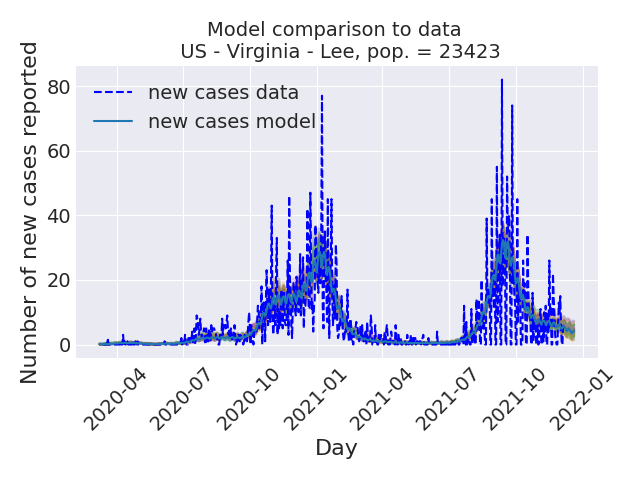 Model comparison to data
US - Virginia - Lee, pop. = 23423
Number of new cases reported
80
60
40
20
0
new cases data
new cases model
2020-04
2020-07
2020-10
2021-01
2021-04
2021-07
2021-10
2022-01
Day